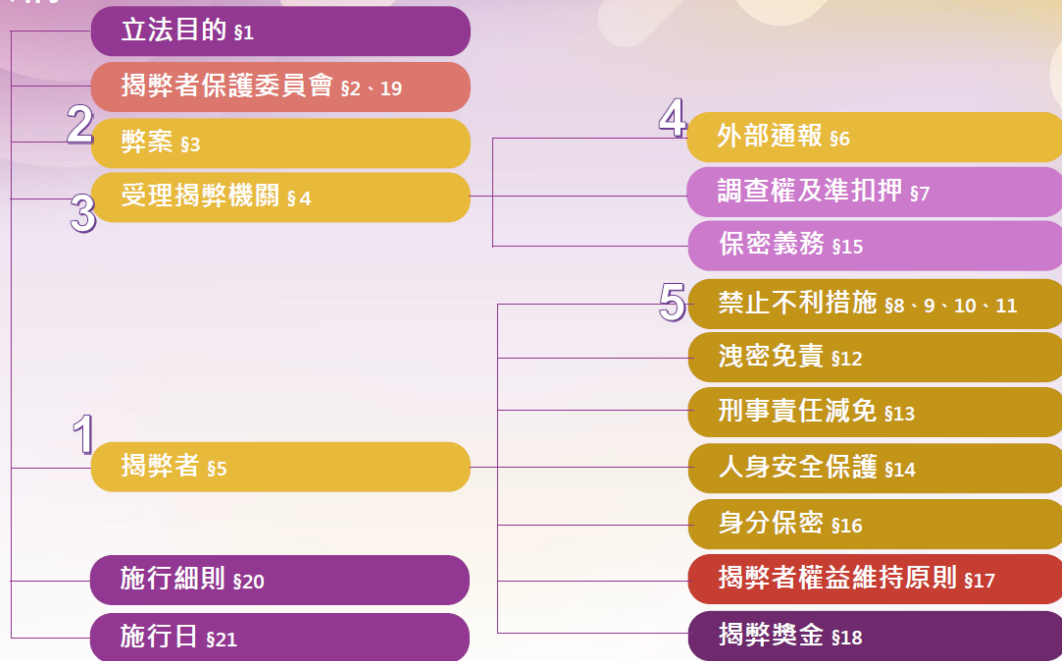 立法目的 §1
揭弊者保護委員會 §2、19
2
弊案 §3
3
受理揭弊機關 §4
4
外部通報 §6
調查權及準扣押 §7
保密義務 §15
1
揭弊者 §5
5
禁止不利措施 §8、9、10、11
洩密免責 §12
刑事責任減免 §13
人身安全保護 §14
身分保密 §16
揭弊者權益維持原則 §17
揭弊獎金 §18
施行細則 §20
施行日 §21